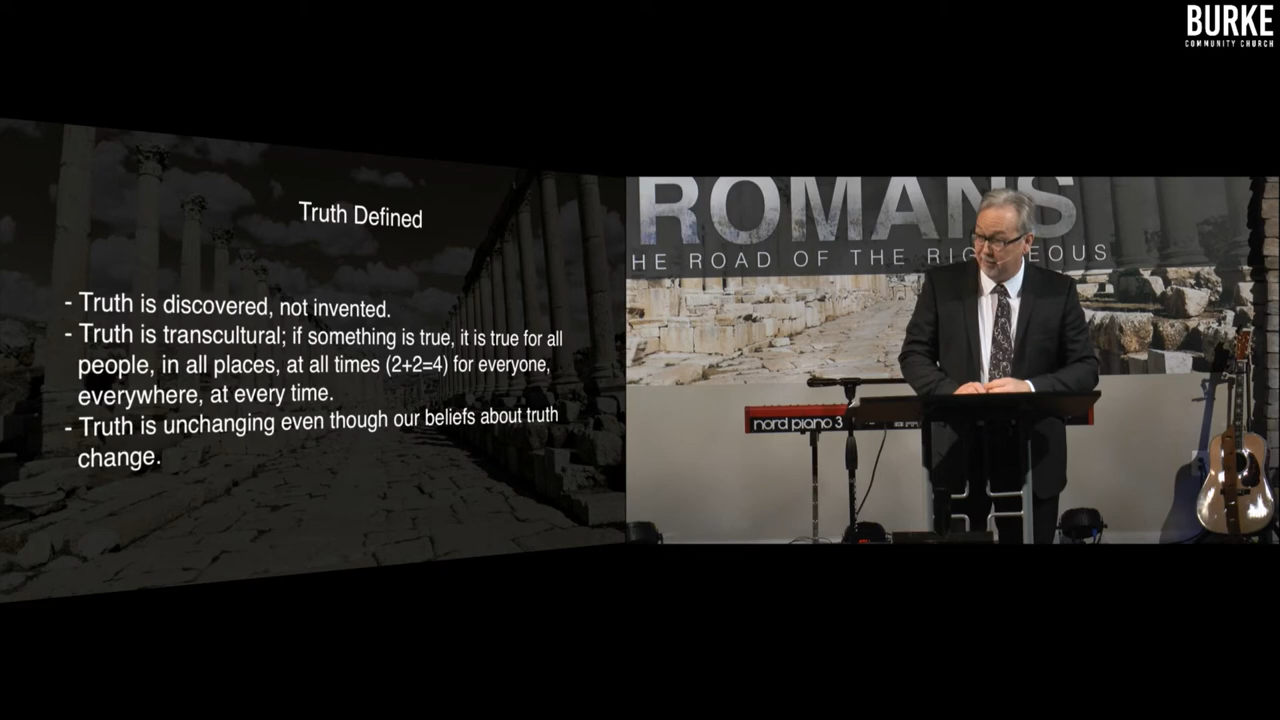 BURKE
COMMUNITY CHURCH
Truth Defined
- Truth is discovered, not invented.
- Truth is transcultural; if something is true, it is true for all
people, in all places, at all times (2+2=4) for everyone,
everywhere, at every time.
- Truth is unchanging even though our beliefs about truth
change.
ROMANS
HE ROAD OF THE RIG EOUS
nord piano 3